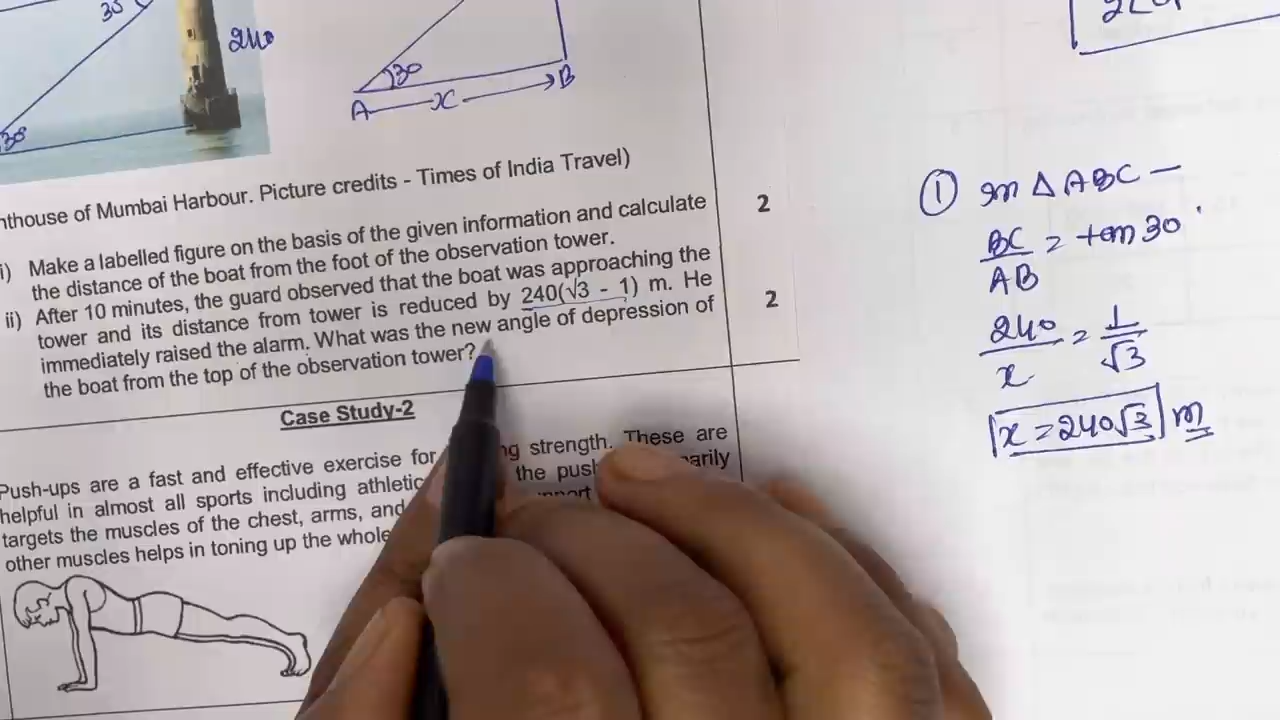 30
240
30
30
A x B
(1) In Δ ABC —
BC/AB = tan 30°
240/x = 1/√3
x = 240√3 m
hthouse of Mumbai Harbour. Picture credits - Times of India Travel)
i) Make a labelled figure on the basis of the given information and calculate 2
the distance of the boat from the foot of the observation tower.
ii) After 10 minutes, the guard observed that the boat was approaching the
tower and its distance from tower is reduced by 240(√3 - 1) m. He 2
immediately raised the alarm. What was the new angle of depression of
the boat from the top of the observation tower?
Case Study-2
Push-ups are a fast and effective exercise for ng strength. These are
helpful in almost all sports including athletic the push arily
targets the muscles of the chest, arms, and
other muscles helps in toning up the whole